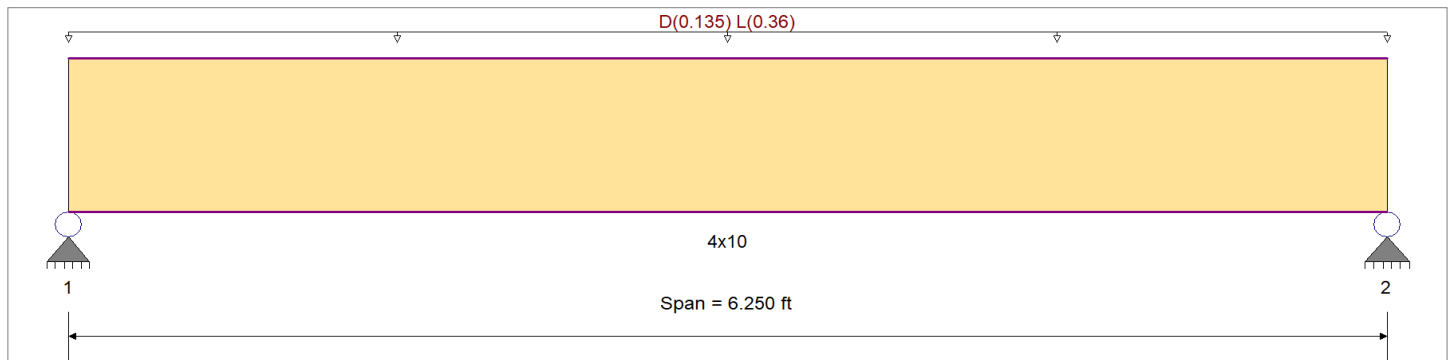 D(0.135) L(0.36)
4x10
1
2
Span = 6.250 ft